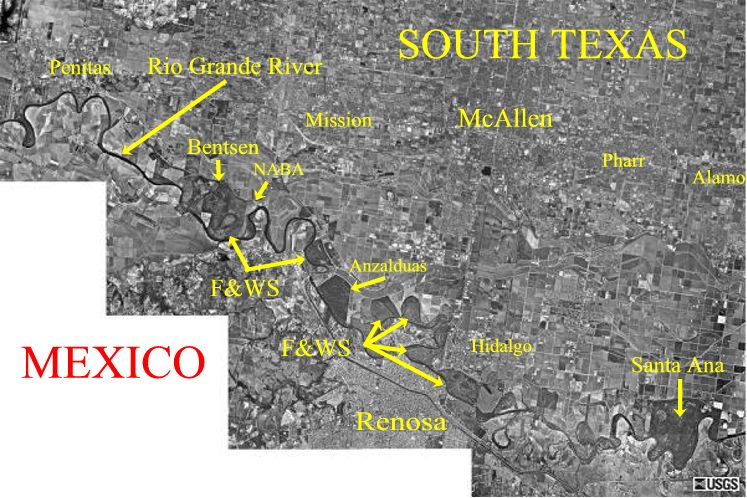 SOUTH TEXAS
Penitas
Rio Grande River
Mission
McAllen
Bentsen
NABA
Pharr
Alamo
Anzalduas
F&WS
F&WS
Hidalgo
MEXICO
Santa Ana
Renosa
USGS